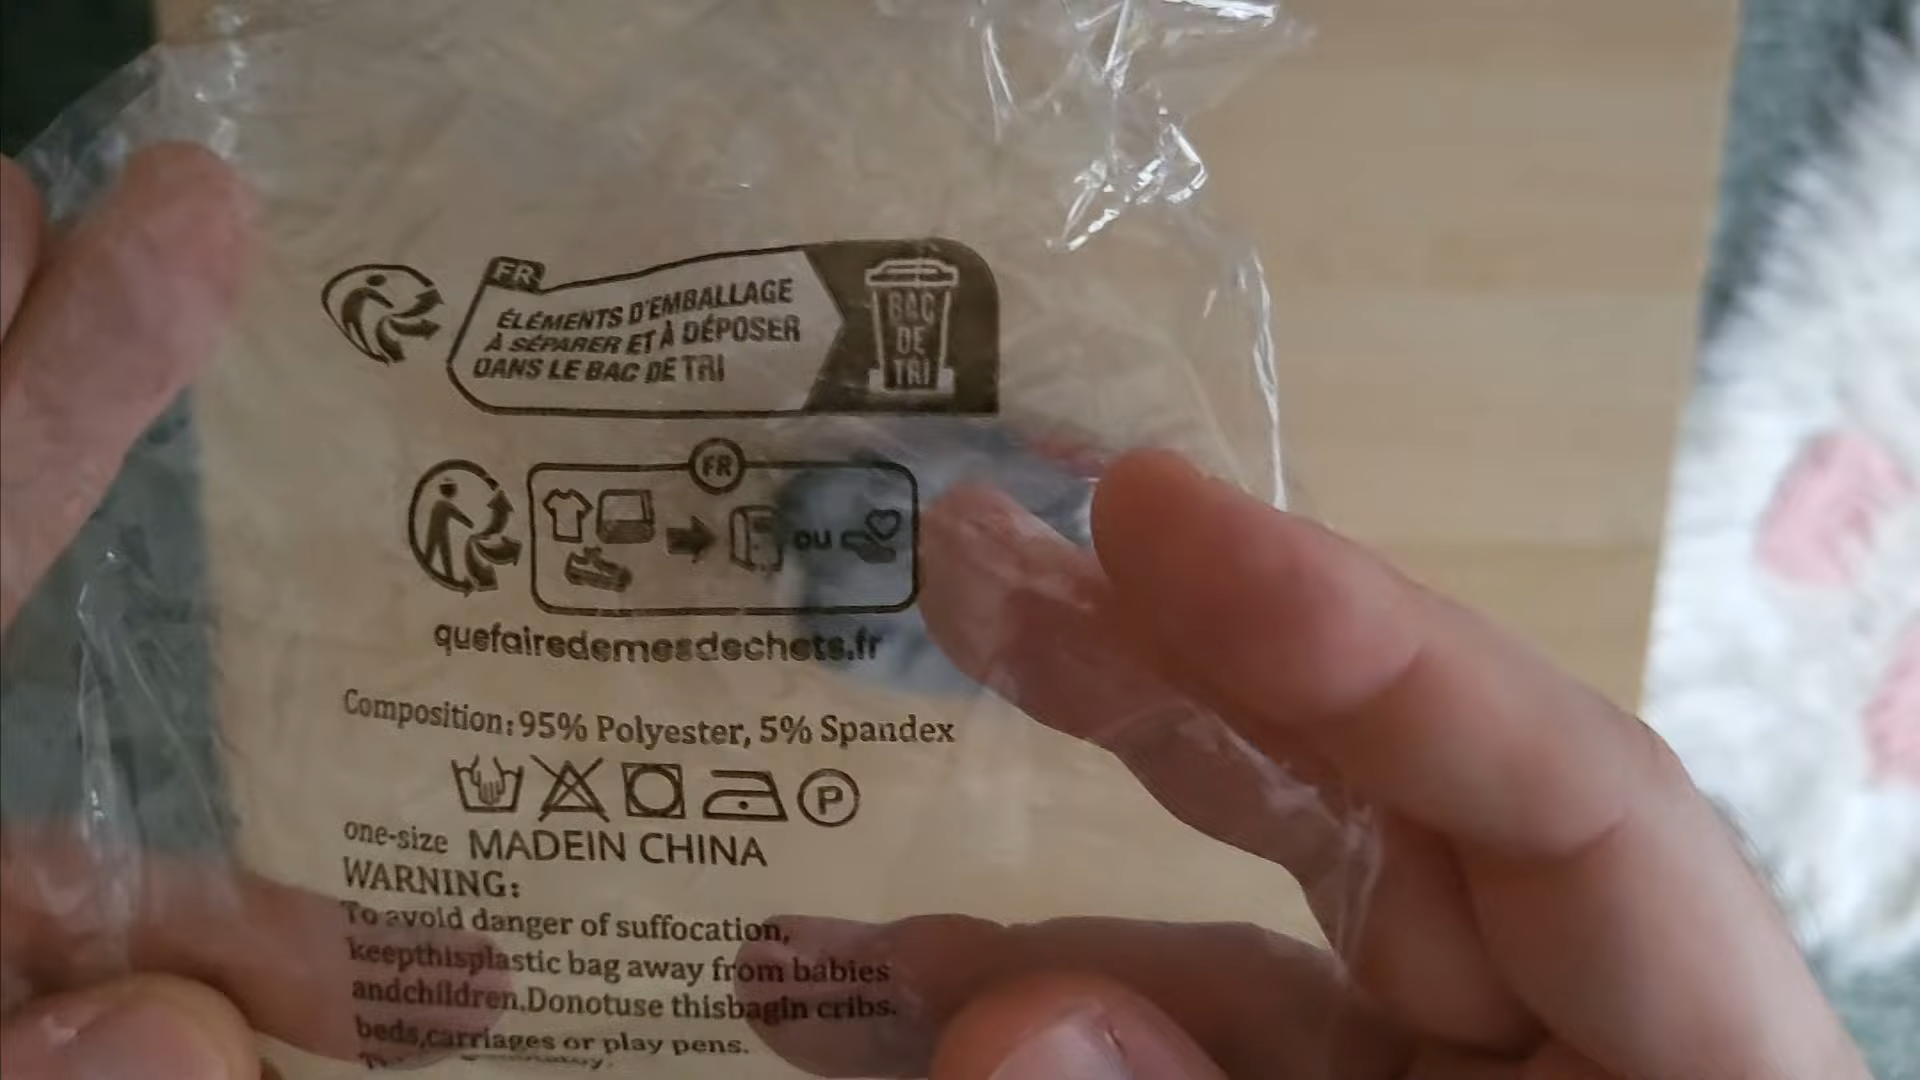 FR
ÉLÉMENTS D'EMBALLAGE
À SÉPARER ET À DÉPOSER
DANS LE BAC DE TRI
BAC
DE
TRI
FR
ou
quefairedemesdechets.fr
Composition:95% Polyester, 5% Spandex
P
one-size MADEIN CHINA
WARNING:
To avoid danger of suffocation,
keepthisplastic bag away from babies
andchildren.Donotuse thisbagin cribs.
beds,carriages or play pens.